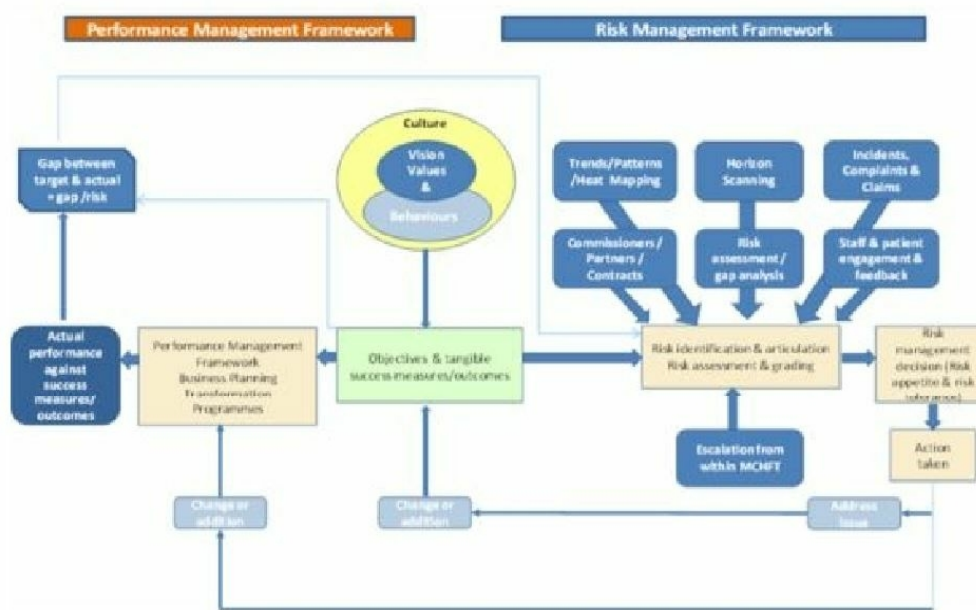 Performance Management Framework
Risk Management Framework
Culture
Vision
Values
&
Behaviours
Gap between
target & actual
= gap /risk
Trends/Patterns
/Heat Mapping
Horizon
Scanning
Incidents,
Complaints &
Claims
Commissioners /
Partners /
Contracts
Risk
assessment /
gap analysis
Staff & patient
engagement &
feedback
Actual
performance
against
success
measures/
outcomes
Performance Management
Framework
Business Planning
Transformation
Programmes
Objectives & tangible
success measures/outcomes
Risk identification & articulation
Risk assessment & grading
Risk
management
decision (Risk
appetite & risk
tolerance)
Escalation from
within MCHFT
Action
taken
Change or
addition
Change or
addition
Address
issue